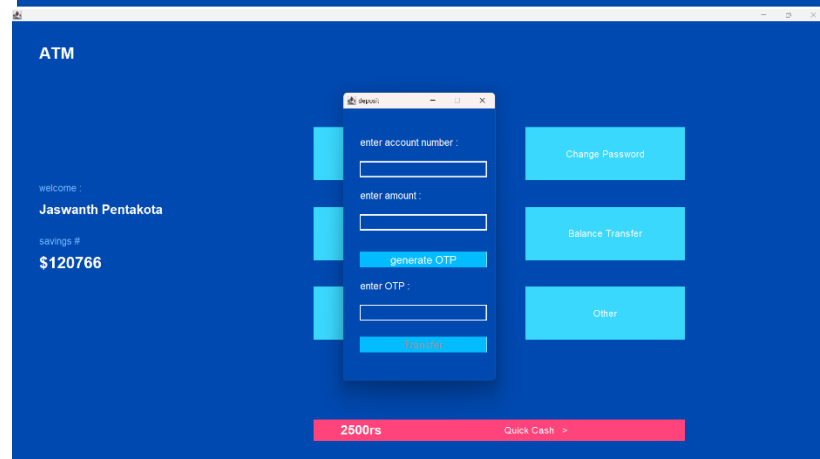 ATM
welcome :
Jaswanth Pentakota
savings #
$120766
deposit
enter account number :
enter amount :
generate OTP
enter OTP :
Transfer
Change Password
Balance Transfer
Other
2500rs
Quick Cash >